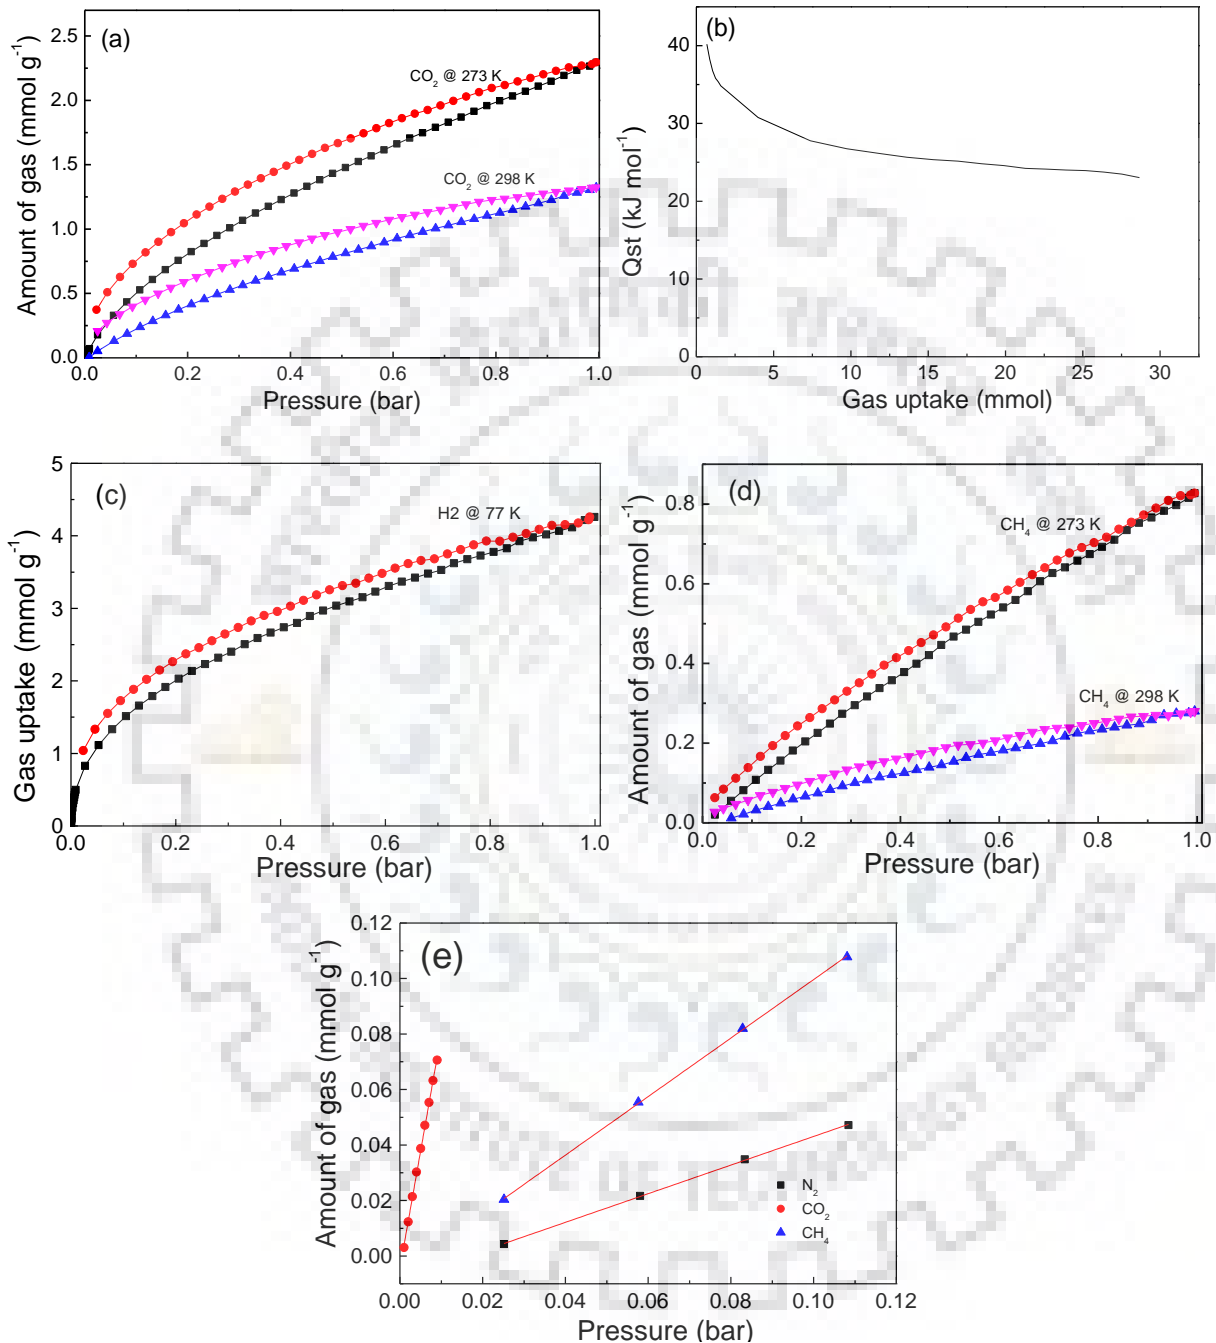 (a)
CO2 @ 273 K
CO2 @ 298 K
Amount of gas (mmol g-1)
2.5
2.0
1.5
1.0
0.5
0.0
0.0 0.2 0.4 0.6 0.8 1.0
Pressure (bar)
(b)
Qst (kJ mol-1)
40
30
20
10
0
0 5 10 15 20 25 30
Gas uptake (mmol)
(c)
H2 @ 77 K
Gas uptake (mmol g-1)
5
4
3
2
1
0
0.0 0.2 0.4 0.6 0.8 1.0
Pressure (bar)
(d)
CH4 @ 273 K
CH4 @ 298 K
Amount of gas (mmol g-1)
0.8
0.6
0.4
0.2
0.0
0.0 0.2 0.4 0.6 0.8 1.0
Pressure (bar)
(e)
Amount of gas (mmol g-1)
0.12
0.10
0.08
0.06
0.04
0.02
0.00
N2
CO2
CH4
0.00 0.02 0.04 0.06 0.08 0.10 0.12
Pressure (bar)